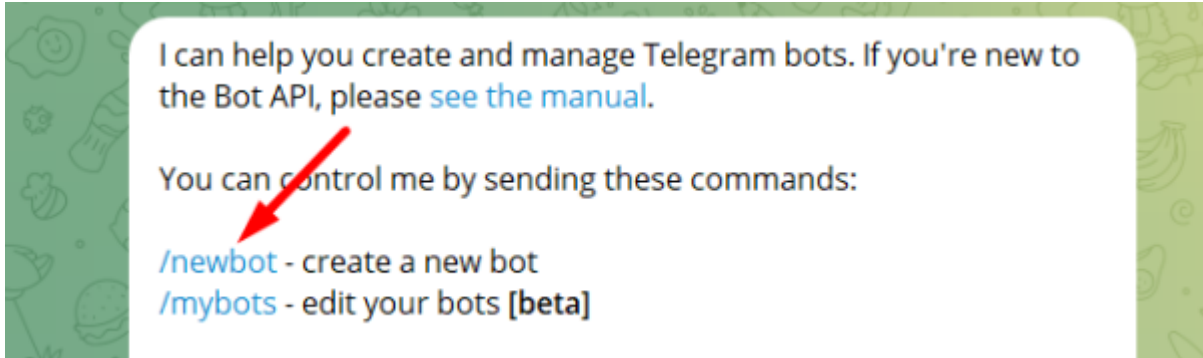 I can help you create and manage Telegram bots. If you're new to
the Bot API, please see the manual.
You can control me by sending these commands:
/newbot - create a new bot
/mybots - edit your bots [beta]